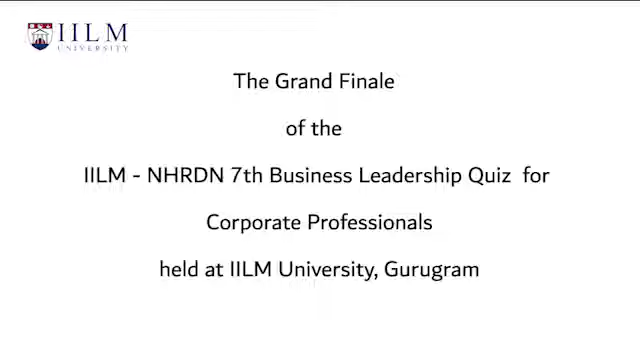 IILM
UNIVERSITY
The Grand Finale
of the
IILM - NHRDN 7th Business Leadership Quiz for
Corporate Professionals
held at IILM University, Gurugram